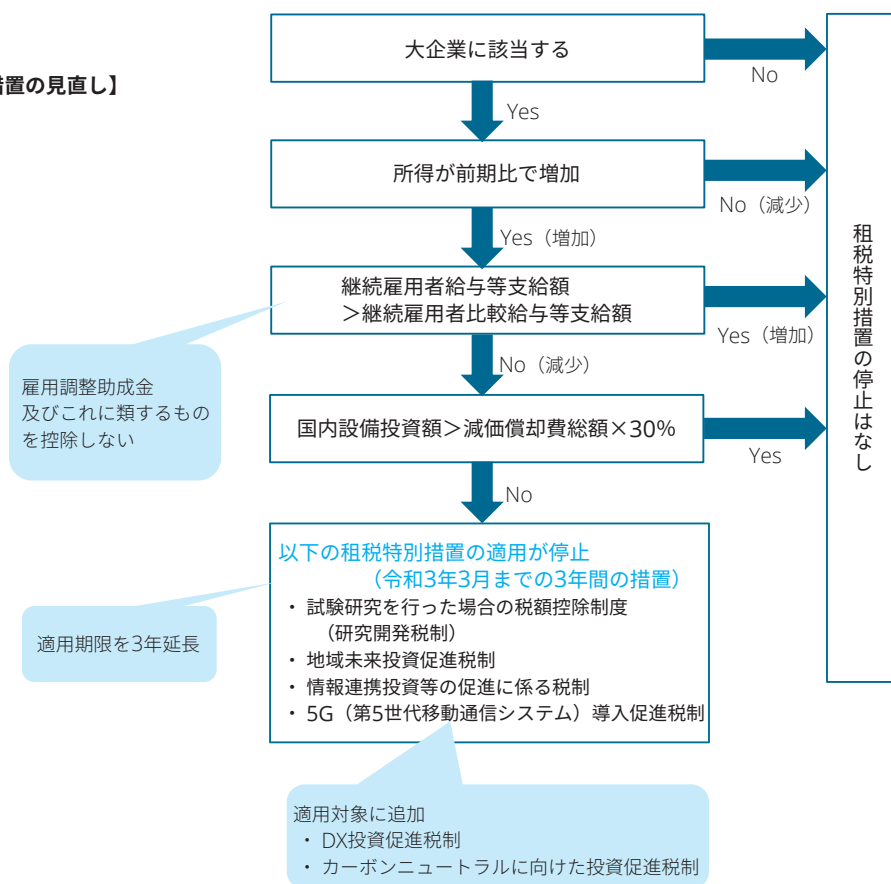 置の見直し】
大企業に該当する
No
Yes
所得が前期比で増加
No（減少）
Yes（増加）
継続雇用者給与等支給額
＞継続雇用者比較給与等支給額
Yes（増加）
No（減少）
雇用調整助成金
及びこれに類するもの
を控除しない
国内設備投資額＞減価償却費総額×30%
Yes
No
租税特別措置の停止はなし
以下の租税特別措置の適用が停止
（令和3年3月までの3年間の措置）
・ 試験研究を行った場合の税額控除制度
（研究開発税制）
・ 地域未来投資促進税制
・ 情報連携投資等の促進に係る税制
・ 5G（第5世代移動通信システム）導入促進税制
適用期限を3年延長
適用対象に追加
・ DX投資促進税制
・ カーボンニュートラルに向けた投資促進税制